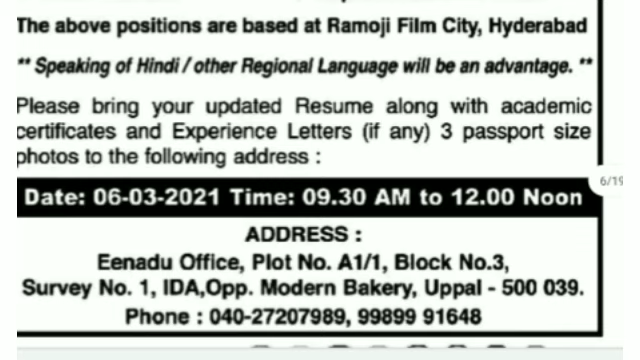 The above positions are based at Ramoji Film City, Hyderabad
** Speaking of Hindi / other Regional Language will be an advantage. **
Please bring your updated Resume along with academic
certificates and Experience Letters (if any) 3 passport size
photos to the following address :
6/19
Date: 06-03-2021 Time: 09.30 AM to 12.00 Noon
ADDRESS :
Eenadu Office, Plot No. A1/1, Block No.3,
Survey No. 1, IDA,Opp. Modern Bakery, Uppal - 500 039.
Phone : 040-27207989, 99899 91648